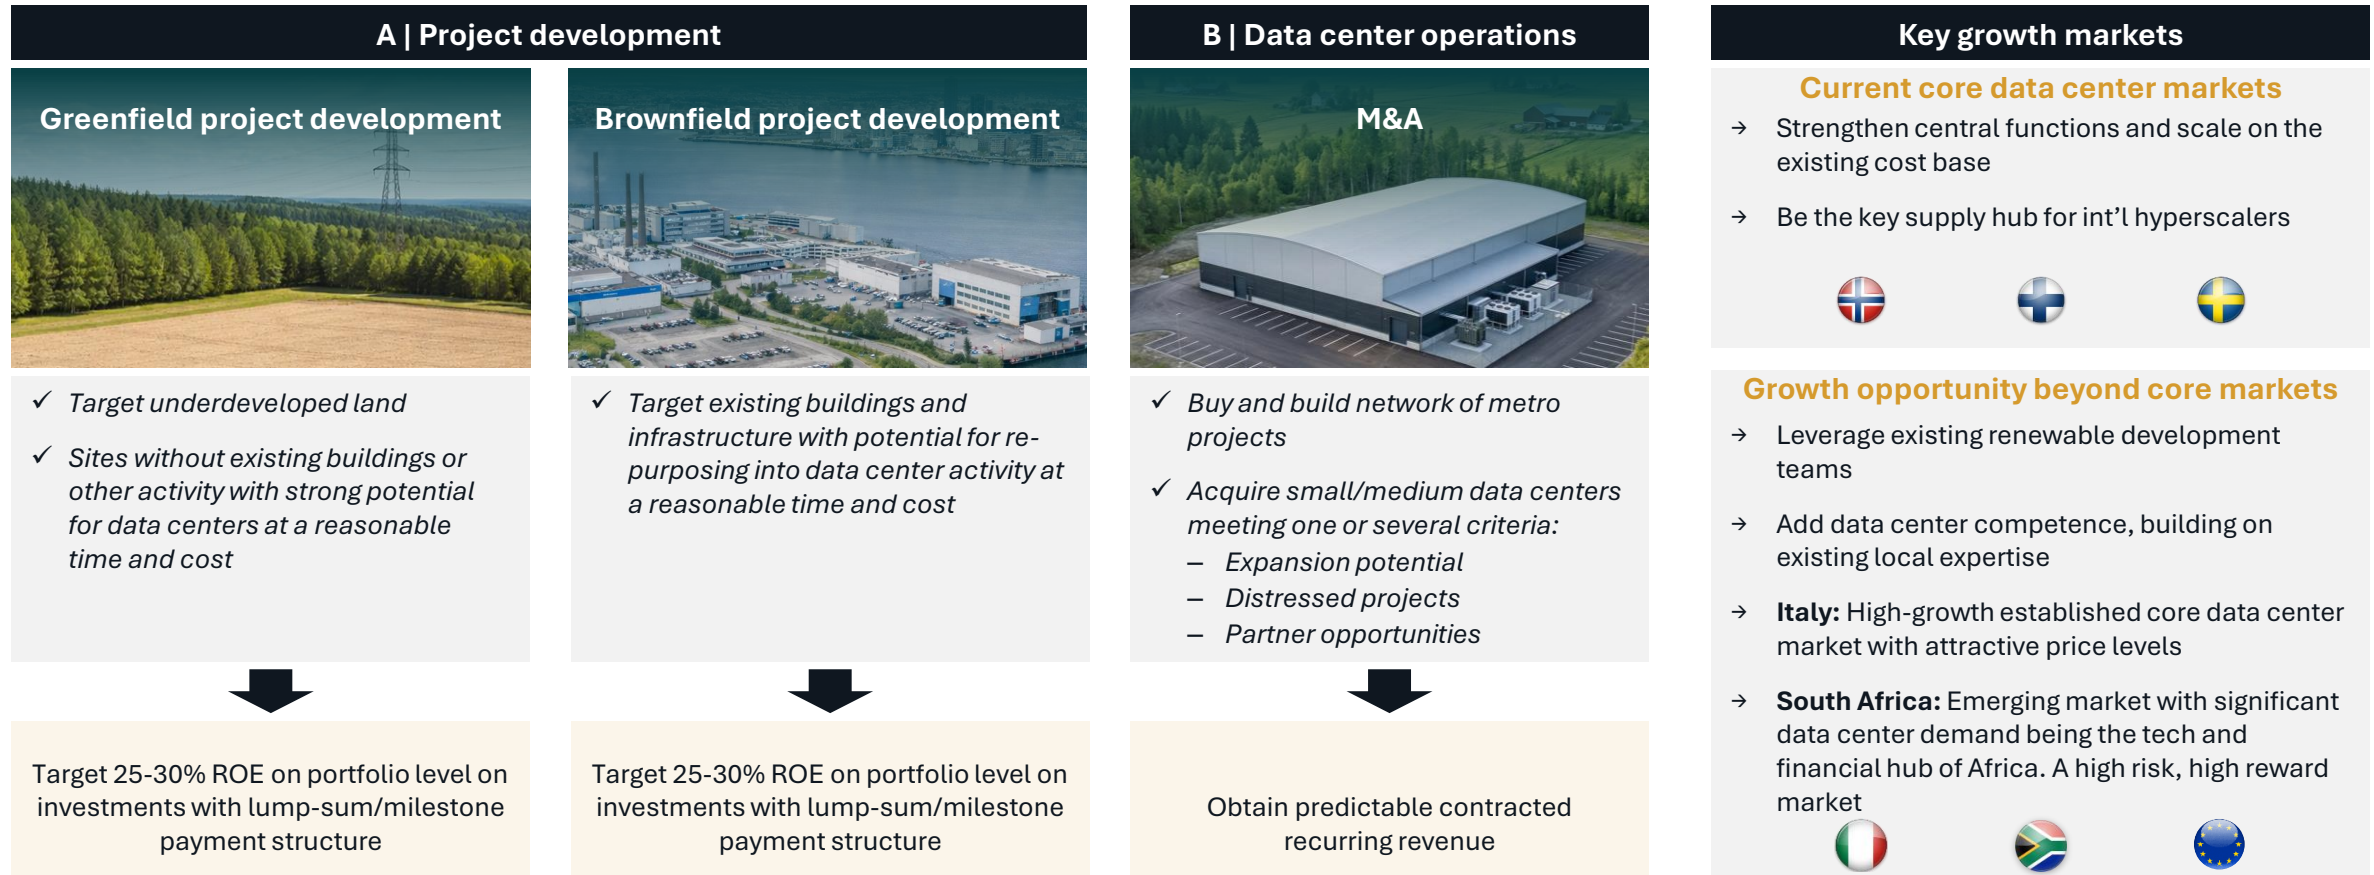 A | Project development
Greenfield project development
✓ Target underdeveloped land
✓ Sites without existing buildings or
other activity with strong potential
for data centers at a reasonable
time and cost
Target 25-30% ROE on portfolio level on
investments with lump-sum/milestone
payment structure
Brownfield project development
✓ Target existing buildings and
infrastructure with potential for re-
purposing into data center activity at
a reasonable time and cost
Target 25-30% ROE on portfolio level on
investments with lump-sum/milestone
payment structure
B | Data center operations
M&A
✓ Buy and build network of metro
projects
✓ Acquire small/medium data centers
meeting one or several criteria:
– Expansion potential
– Distressed projects
– Partner opportunities
Obtain predictable contracted
recurring revenue
Key growth markets
Current core data center markets
→ Strengthen central functions and scale on the
existing cost base
→ Be the key supply hub for int’l hyperscalers
Growth opportunity beyond core markets
→ Leverage existing renewable development
teams
→ Add data center competence, building on
existing local expertise
→ Italy: High-growth established core data center
market with attractive price levels
→ South Africa: Emerging market with significant
data center demand being the tech and
financial hub of Africa. A high risk, high reward
market